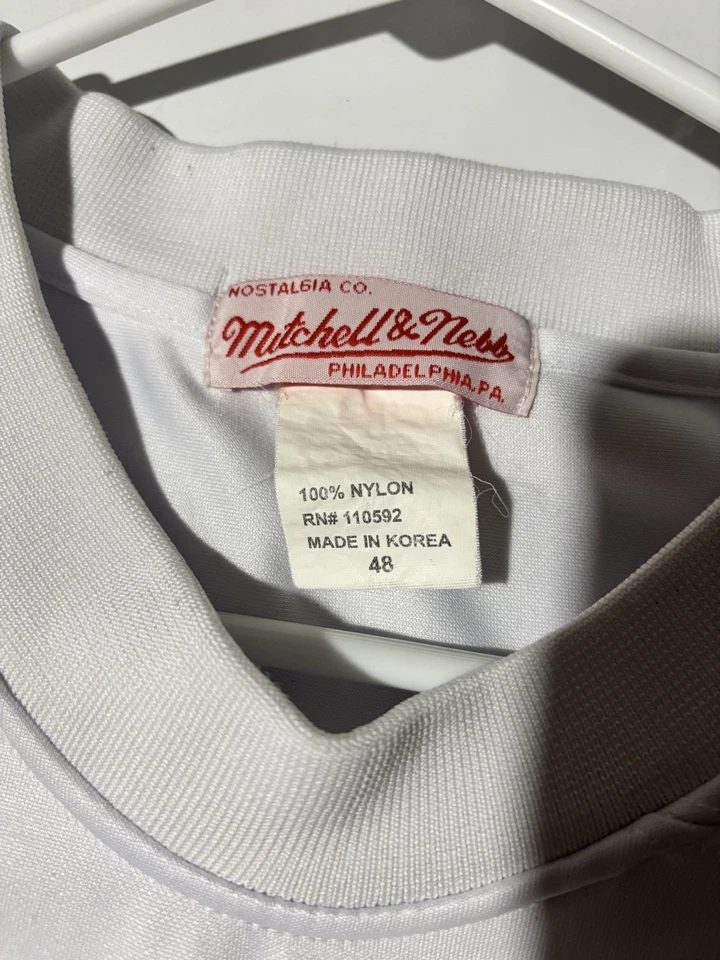 NOSTALGIA CO.
Mitchell & Ness
PHILADELPHIA, PA.
100% NYLON
RN# 110592
MADE IN KOREA
48